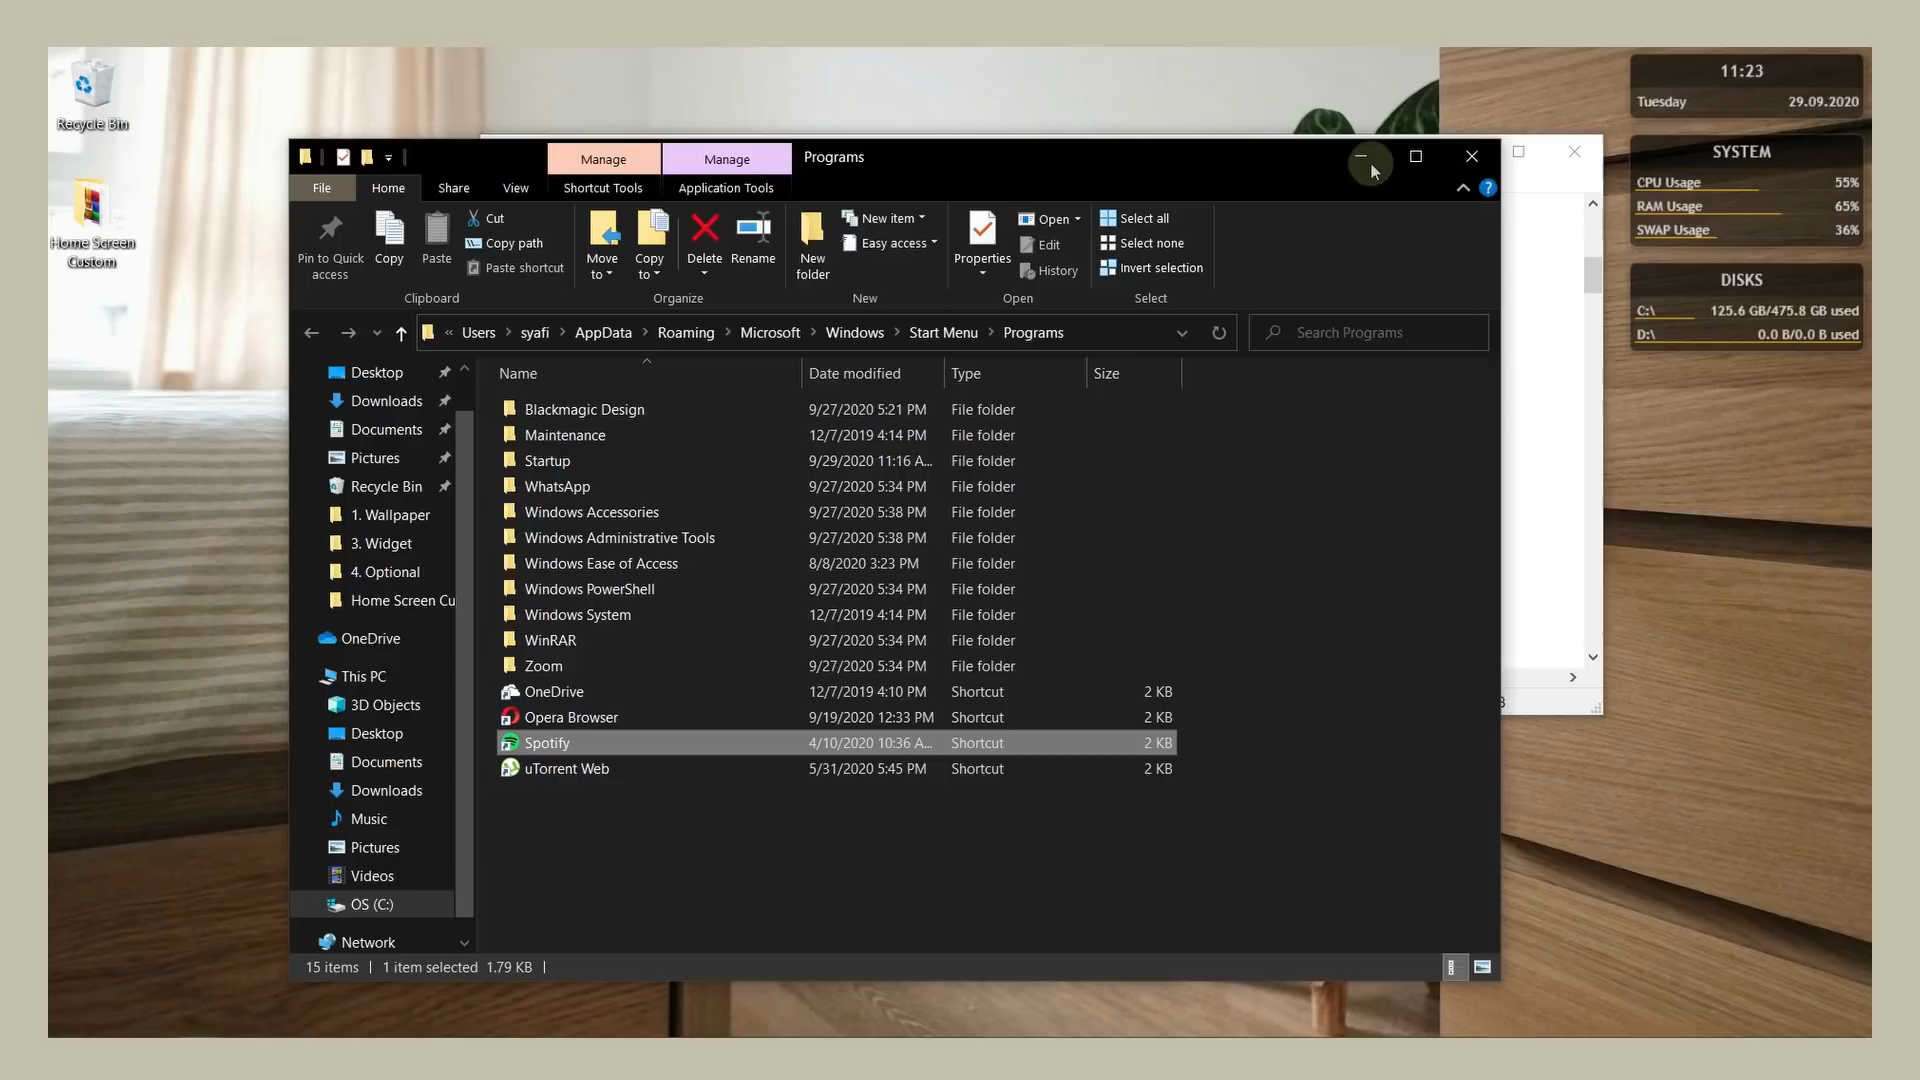 Recycle Bin
Home Screen
Custom
11:23
Tuesday 29.09.2020
SYSTEM
CPU Usage 55%
RAM Usage 65%
SWAP Usage 36%
DISKS
C:\ 125.6 GB/475.8 GB used
D:\ 0.0 B/0.0 B used
Manage Manage Programs
File Home Share View Shortcut Tools Application Tools
Pin to Quick access
Copy
Paste
Cut
Copy path
Paste shortcut
Clipboard
Move to
Copy to
Delete
Rename
Organize
New folder
New item
Easy access
New
Properties
Open
Edit
History
Open
Select all
Select none
Invert selection
Select
« Users > syafi > AppData > Roaming > Microsoft > Windows > Start Menu > Programs
Search Programs
Desktop
Downloads
Documents
Pictures
Recycle Bin
1. Wallpaper
3. Widget
4. Optional
Home Screen Cu
OneDrive
This PC
3D Objects
Desktop
Documents
Downloads
Music
Pictures
Videos
OS (C:)
Network
Name Date modified Type Size
Blackmagic Design 9/27/2020 5:21 PM File folder
Maintenance 12/7/2019 4:14 PM File folder
Startup 9/29/2020 11:16 A... File folder
WhatsApp 9/27/2020 5:34 PM File folder
Windows Accessories 9/27/2020 5:38 PM File folder
Windows Administrative Tools 9/27/2020 5:38 PM File folder
Windows Ease of Access 8/8/2020 3:23 PM File folder
Windows PowerShell 9/27/2020 5:34 PM File folder
Windows System 12/7/2019 4:14 PM File folder
WinRAR 9/27/2020 5:34 PM File folder
Zoom 9/27/2020 5:34 PM File folder
OneDrive 12/7/2019 4:10 PM Shortcut 2 KB
Opera Browser 9/19/2020 12:33 PM Shortcut 2 KB
Spotify 4/10/2020 10:36 A... Shortcut 2 KB
uTorrent Web 5/31/2020 5:45 PM Shortcut 2 KB
15 items | 1 item selected 1.79 KB |